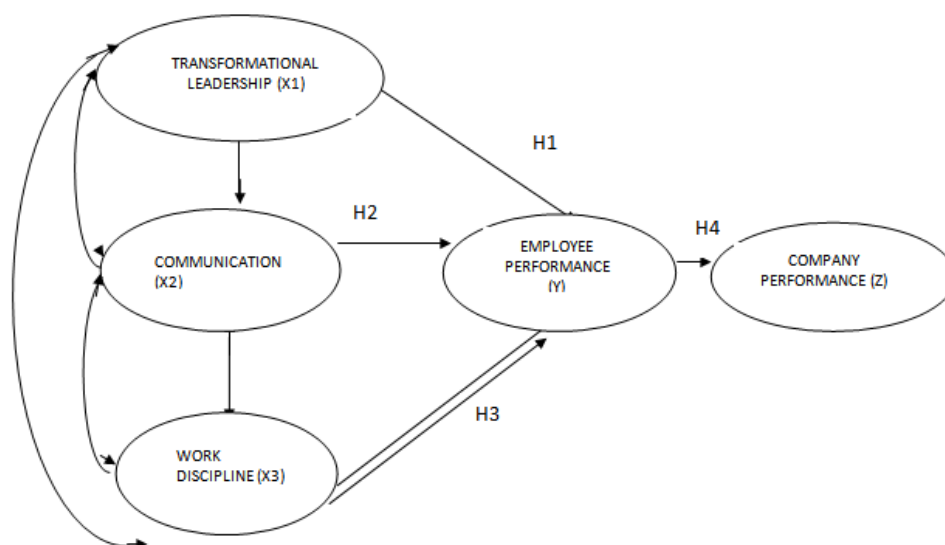 TRANSFORMATIONAL
LEADERSHIP (X1)
H1
H2
COMMUNICATION
(X2)
EMPLOYEE
PERFORMANCE
(Y)
H4
COMPANY
PERFORMANCE (Z)
H3
WORK
DISCIPLINE (X3)